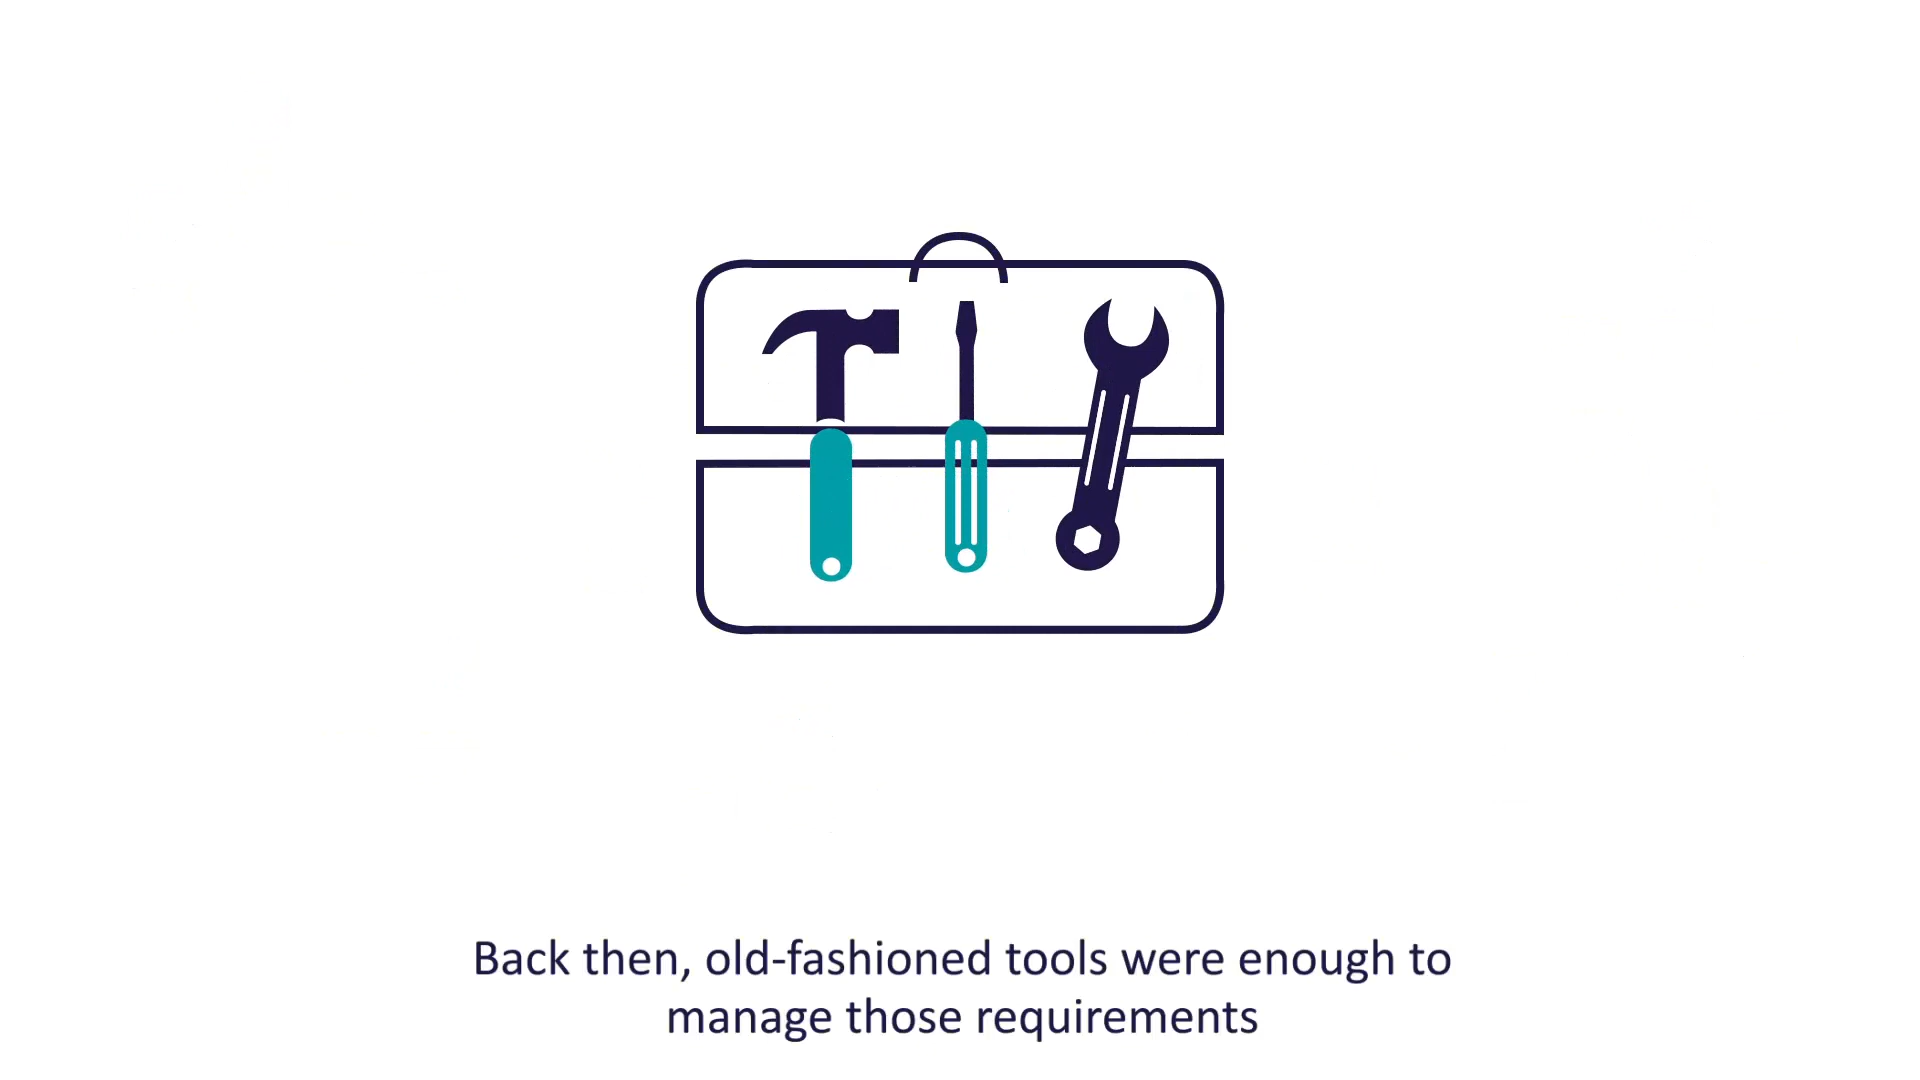 Back then, old-fashioned tools were enough to
manage those requirements